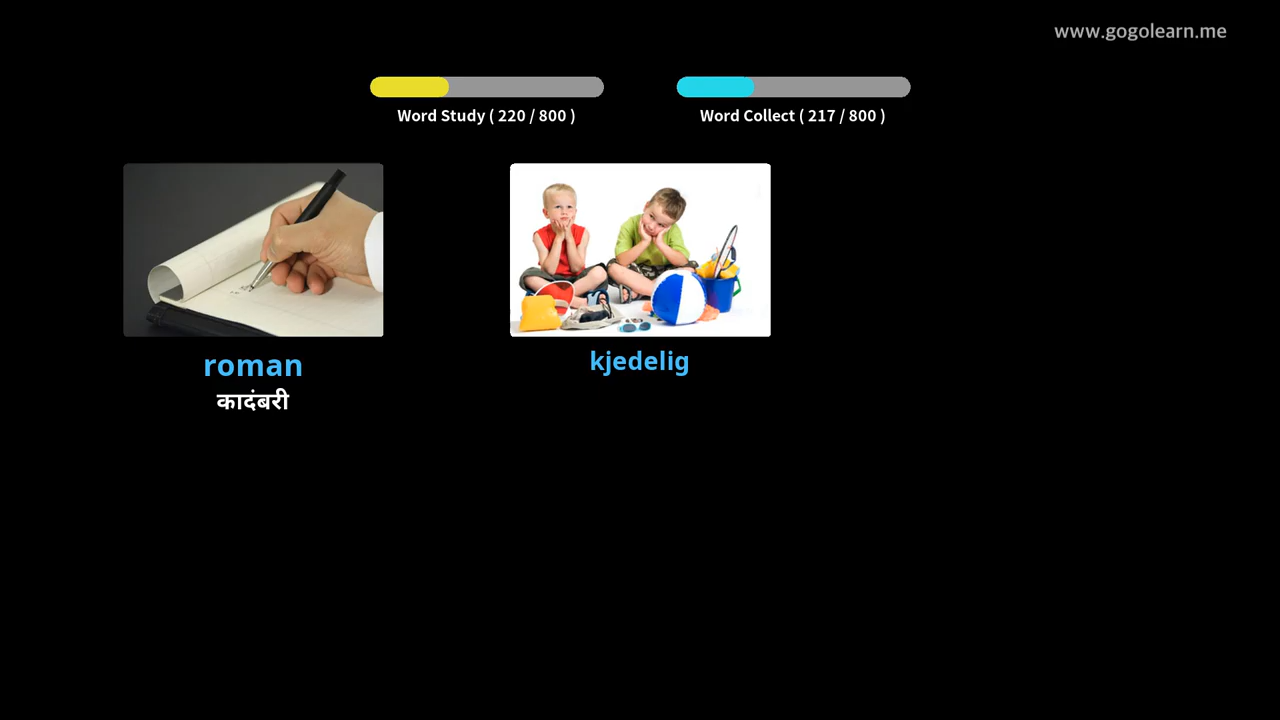 www.gogolearn.me
Word Study ( 220 / 800 )
Word Collect ( 217 / 800 )
roman
कादंबरी
kjedelig